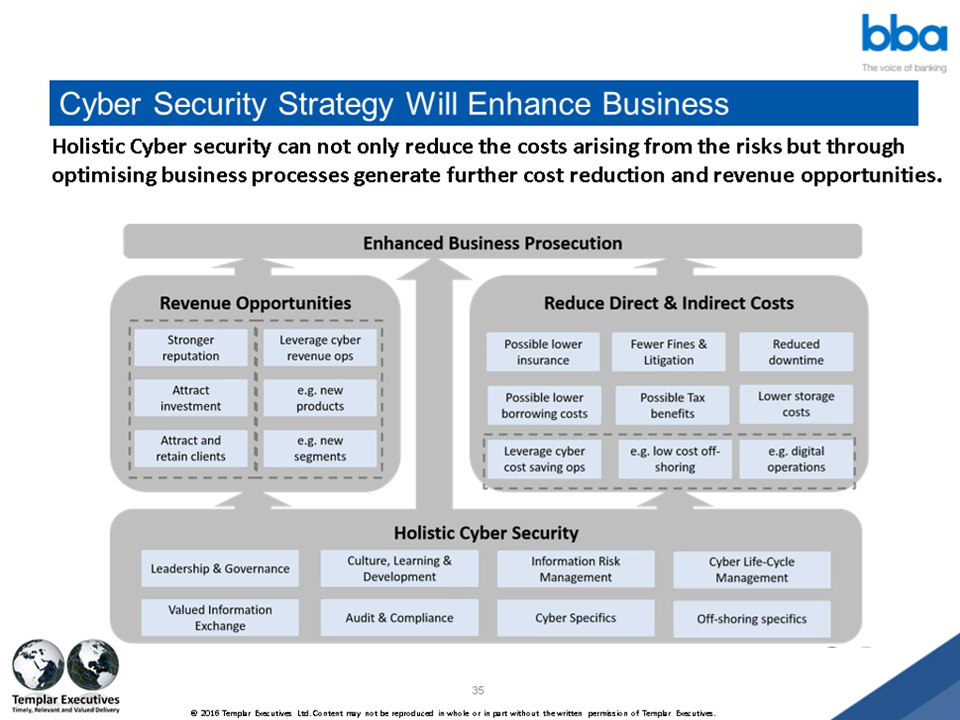 bba
The voice of banking
Cyber Security Strategy Will Enhance Business
Holistic Cyber security can not only reduce the costs arising from the risks but through
optimising business processes generate further cost reduction and revenue opportunities.
Enhanced Business Prosecution
Revenue Opportunities
Stronger
reputation
Leverage cyber
revenue ops
Attract
investment
e.g. new
products
Attract and
retain clients
e.g. new
segments
Reduce Direct & Indirect Costs
Possible lower
insurance
Fewer Fines &
Litigation
Reduced
downtime
Possible lower
borrowing costs
Possible Tax
benefits
Lower storage
costs
Leverage cyber
cost saving ops
e.g. low cost off-
shoring
e.g. digital
operations
Holistic Cyber Security
Leadership & Governance
Culture, Learning &
Development
Information Risk
Management
Cyber Life-Cycle
Management
Valued Information
Exchange
Audit & Compliance
Cyber Specifics
Off-shoring specifics
Templar Executives
Timely, Relevant and Valued Delivery
35
© 2016 Templar Executives Ltd. Content may not be reproduced in whole or in part without the written permission of Templar Executives.